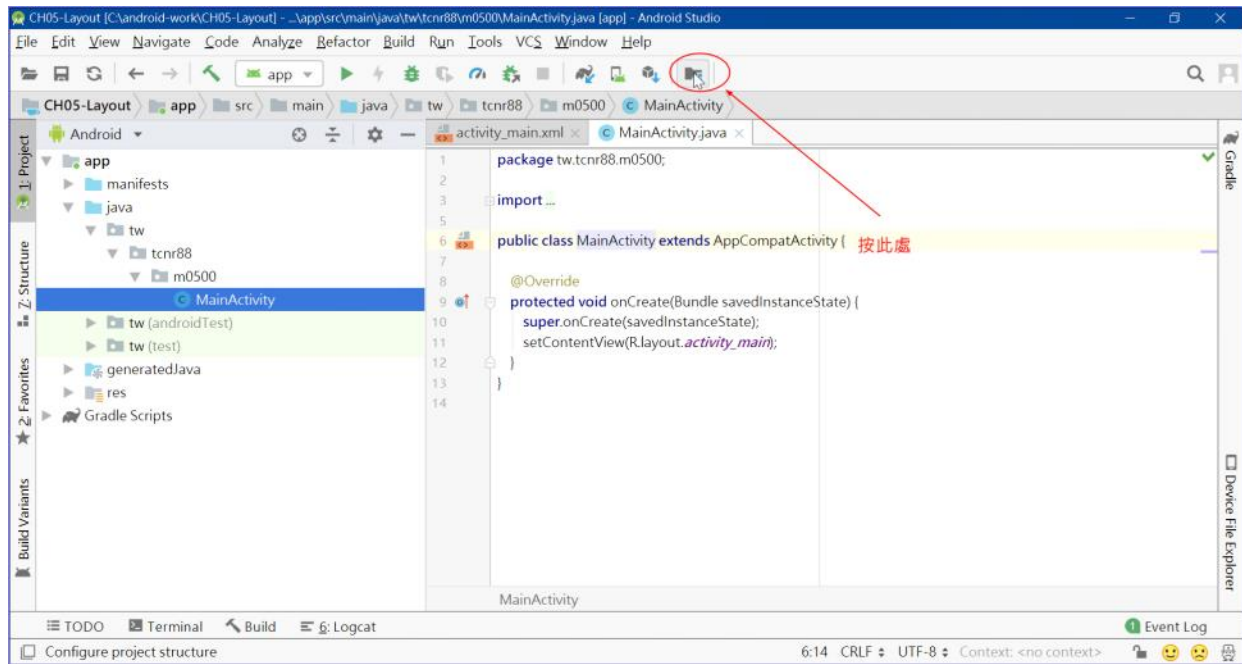 CH05-Layout [C:\android-work\CH05-Layout] - ...\app\src\main\java\tw\tcnr88\m0500\MainActivity.java [app] - Android Studio
File Edit View Navigate Code Analyze Refactor Build Run Tools VCS Window Help
app
CH05-Layout app src main java tw tcnr88 m0500 MainActivity
Android
activity_main.xml MainActivity.java
1: Project
Z: Structure
2: Favorites
Build Variants
app
manifests
java
tw
tcnr88
m0500
MainActivity
tw (androidTest)
tw (test)
generatedJava
res
Gradle Scripts
1 package tw.tcnr88.m0500;
2
3 import ...
5
6 public class MainActivity extends AppCompatActivity { 按此處
7
8 @Override
9 protected void onCreate(Bundle savedInstanceState) {
10 super.onCreate(savedInstanceState);
11 setContentView(R.layout.activity_main);
12 }
13 }
14
MainActivity
Gradle
Device File Explorer
TODO Terminal Build 6: Logcat 1 Event Log
Configure project structure 6:14 CRLF UTF-8 Context: <no context>